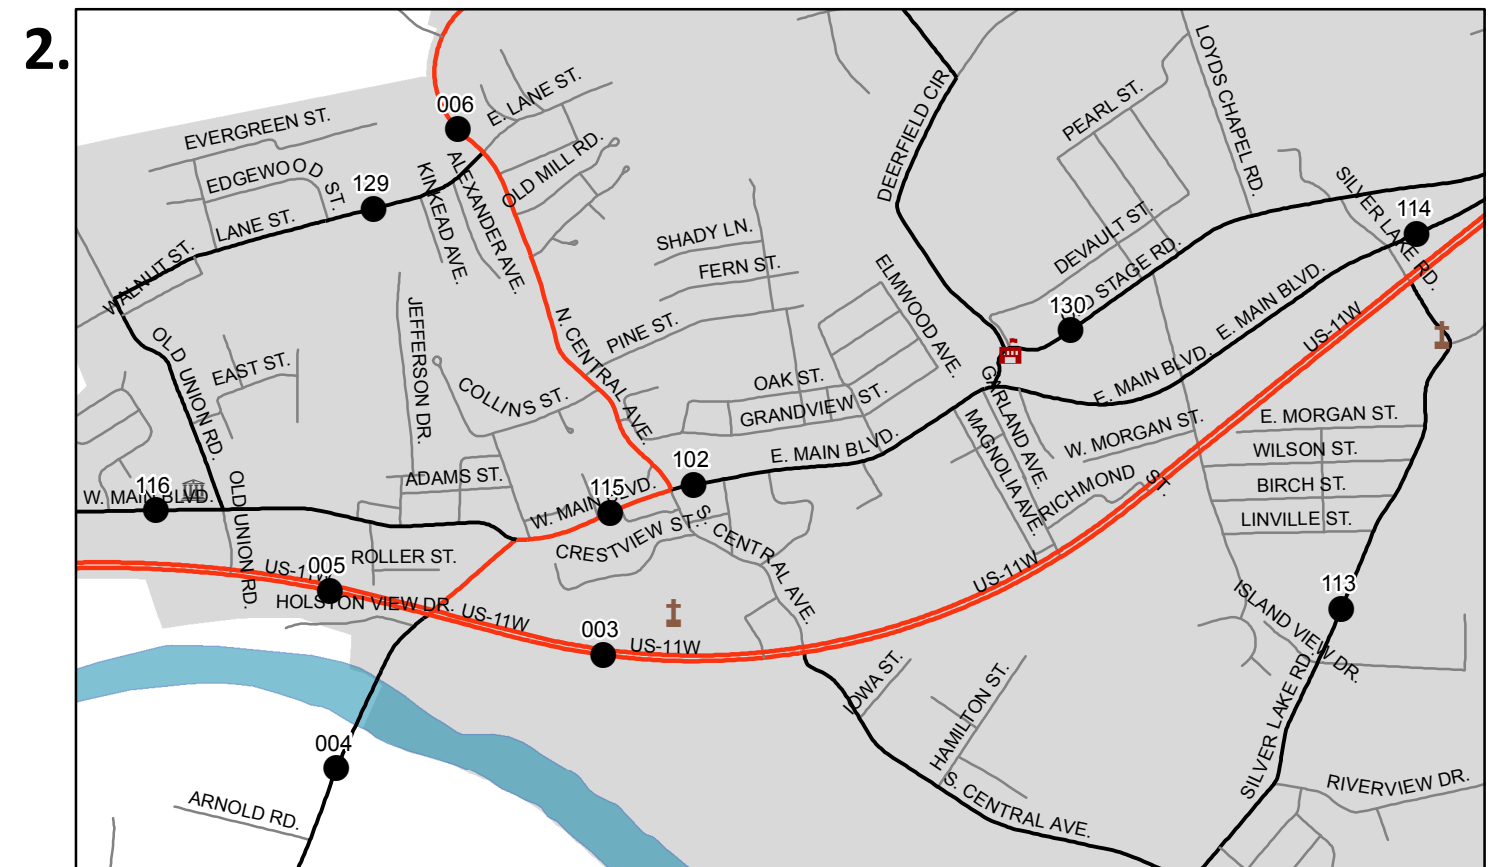 2.
006
E. LANE ST.
EVERGREEN ST.
EDGEWOOD ST.
129
LANE ST.
WALNUT ST.
KINKEAD AVE.
ALEXANDER AVE.
OLD MILL RD.
DEERFIELD CIR.
PEARL ST.
LOYDS CHAPEL RD.
SILVER LAKE RD.
114
SHADY LN.
FERN ST.
DEVAULT ST.
D STAGE RD.
130
ELMWOOD AVE.
E. MAIN BLVD.
US-11W
OLD UNION RD.
EAST ST.
JEFFERSON DR.
N. CENTRAL AVE.
PINE ST.
COLLINS ST.
OAK ST.
GRANDVIEW ST.
E. MAIN BLVD.
E. MAIN BLVD.
GARLAND AVE.
MAGNOLIA AVE.
W. MORGAN ST.
E. MORGAN ST.
WILSON ST.
BIRCH ST.
LINVILLE ST.
RICHMOND ST.
102
115
116
W. MAIN BLVD.
OLD UNION RD.
ADAMS ST.
W. MAIN BLVD.
CRESTVIEW ST.
S. CENTRAL AVE.
ROLLER ST.
US-11W
005
HOLSTON VIEW DR.
US-11W
003
US-11W
US-11W
113
ISLAND VIEW DR.
IOWA ST.
HAMILTON ST.
SILVER LAKE RD.
004
ARNOLD RD.
S. CENTRAL AVE.
RIVERVIEW DR.